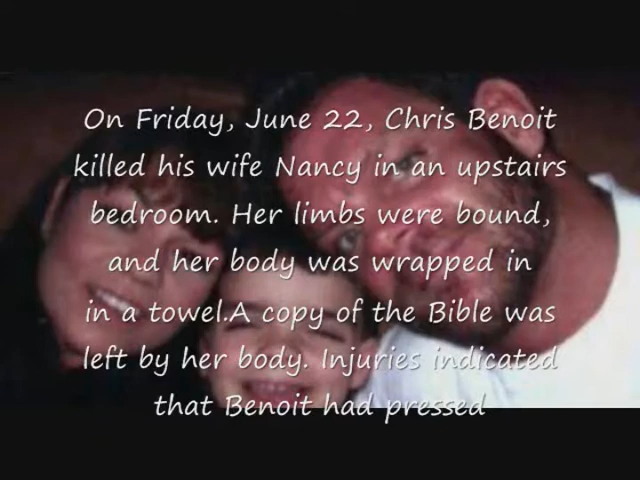 On Friday, June 22, Chris Benoit
killed his wife Nancy in an upstairs
bedroom. Her limbs were bound,
and her body was wrapped in
in a towel.A copy of the Bible was
left by her body. Injuries indicated
that Benoit had pressed